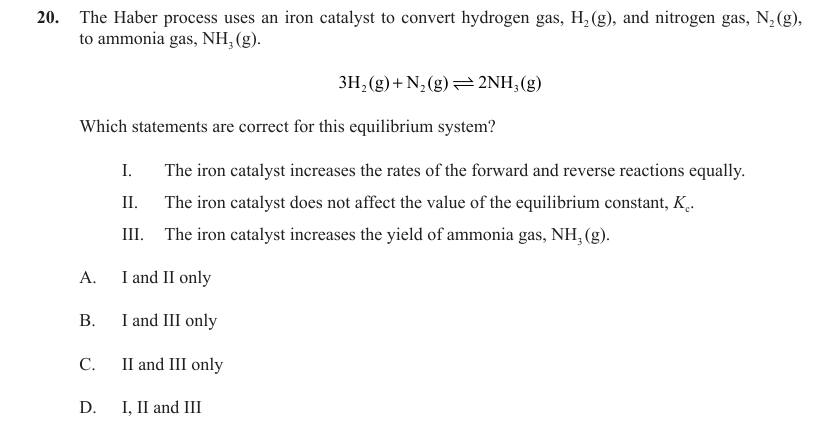 20. The Haber process uses an iron catalyst to convert hydrogen gas, H₂(g), and nitrogen gas, N₂(g),
to ammonia gas, NH₃(g).
3H₂(g)+N₂(g)⇌2NH₃(g)
Which statements are correct for this equilibrium system?
I. The iron catalyst increases the rates of the forward and reverse reactions equally.
II. The iron catalyst does not affect the value of the equilibrium constant, K_c.
III. The iron catalyst increases the yield of ammonia gas, NH₃(g).
A. I and II only
B. I and III only
C. II and III only
D. I, II and III